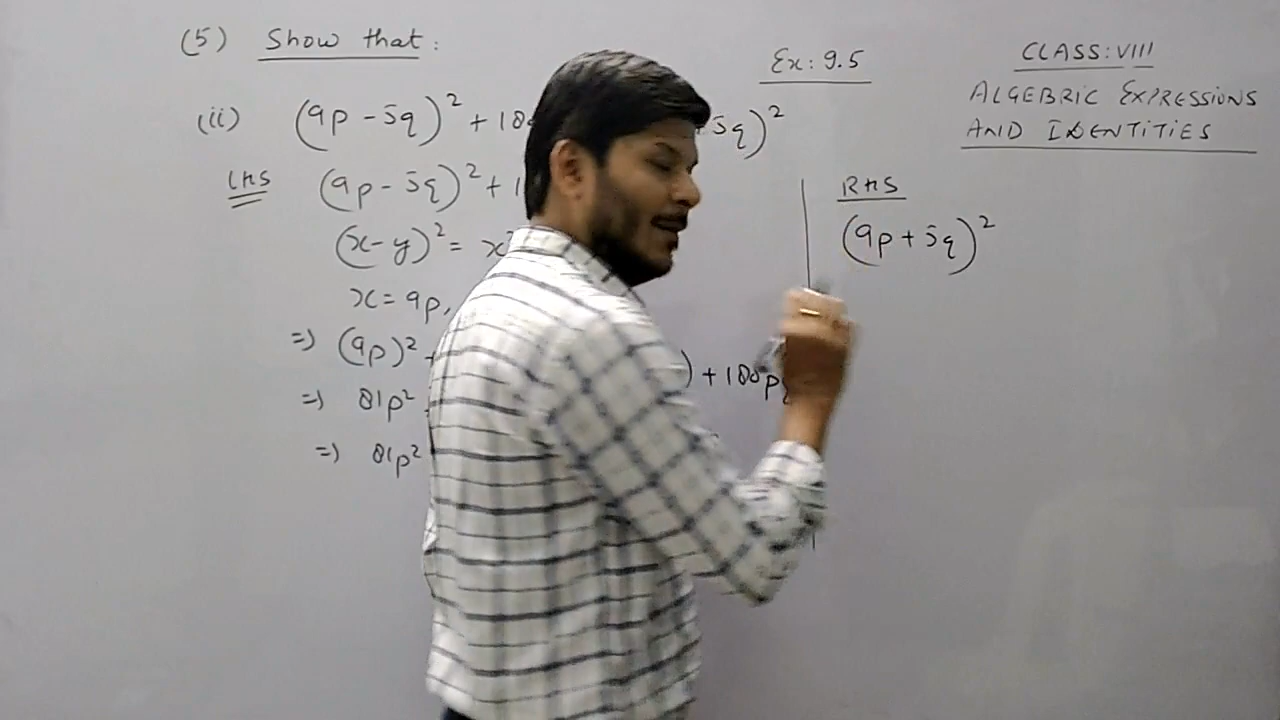 (5) Show that:
Ex: 9.5
CLASS: VIII
ALGEBRIC EXPRESSIONS
AND IDENTITIES
(ii) (9p - 5q)² + 180 5q)²
LHS (9p - 5q)² + 1
(x-y)² = x²
x = 9p,
=) (9p)² ) + 180pq
=) 81p²
=) 81p²
RHS
(9p + 5q)²